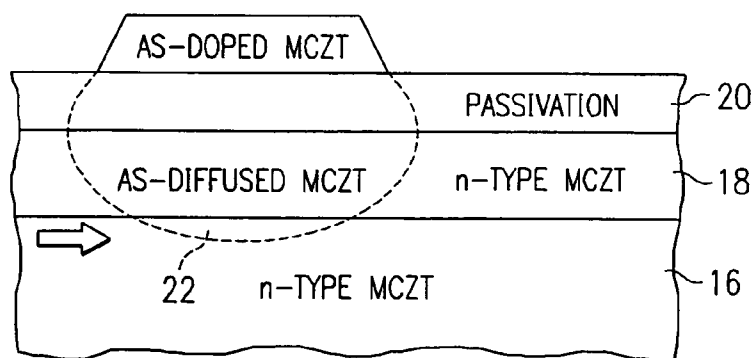 AS-DOPED MCZT
PASSIVATION
20
AS-DIFFUSED MCZT
n-TYPE MCZT
18
22
n-TYPE MCZT
16